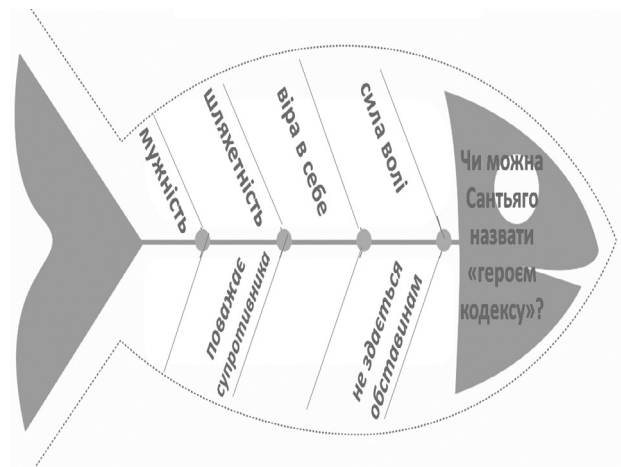 мужність
шляхетність
віра в себе
сила волі
поважає
супротивника
не здається
обставинам
Чи можна
Сантьяго
назвати
«героєм
кодексу»?